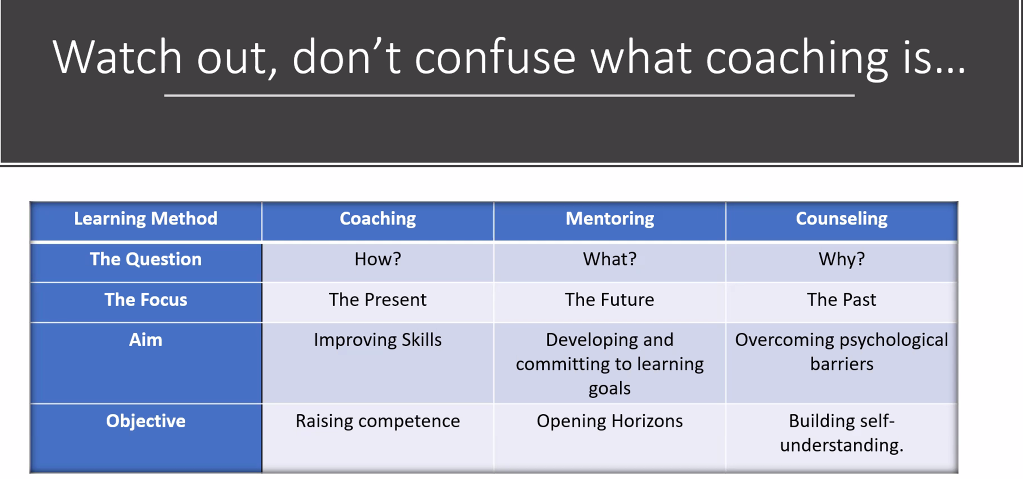 Watch out, don’t confuse what coaching is…
Learning Method Coaching Mentoring Counseling
The Question How? What? Why?
The Focus The Present The Future The Past
Aim Improving Skills Developing and Overcoming psychological
committing to learning barriers
goals
Objective Raising competence Opening Horizons Building self-
understanding.